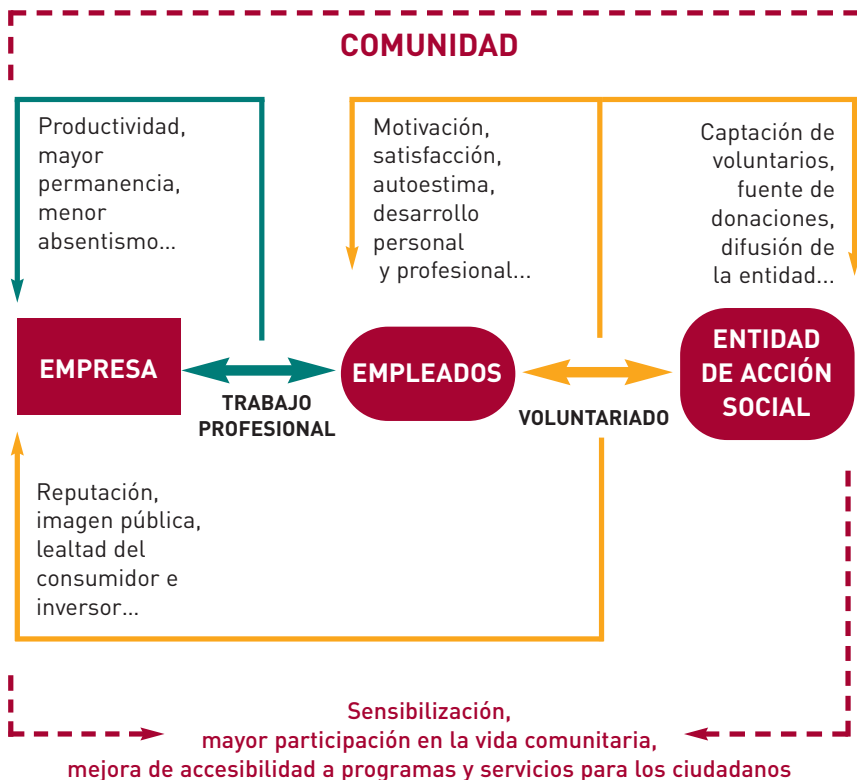 COMUNIDAD
Productividad,
mayor
permanencia,
menor
absentismo...
Motivación,
satisfacción,
autoestima,
desarrollo
personal
y profesional...
Captación de
voluntarios,
fuente de
donaciones,
difusión de
la entidad...
EMPRESA
TRABAJO
PROFESIONAL
EMPLEADOS
VOLUNTARIADO
ENTIDAD
DE ACCIÓN
SOCIAL
Reputación,
imagen pública,
lealtad del
consumidor e
inversor...
Sensibilización,
mayor participación en la vida comunitaria,
mejora de accesibilidad a programas y servicios para los ciudadanos